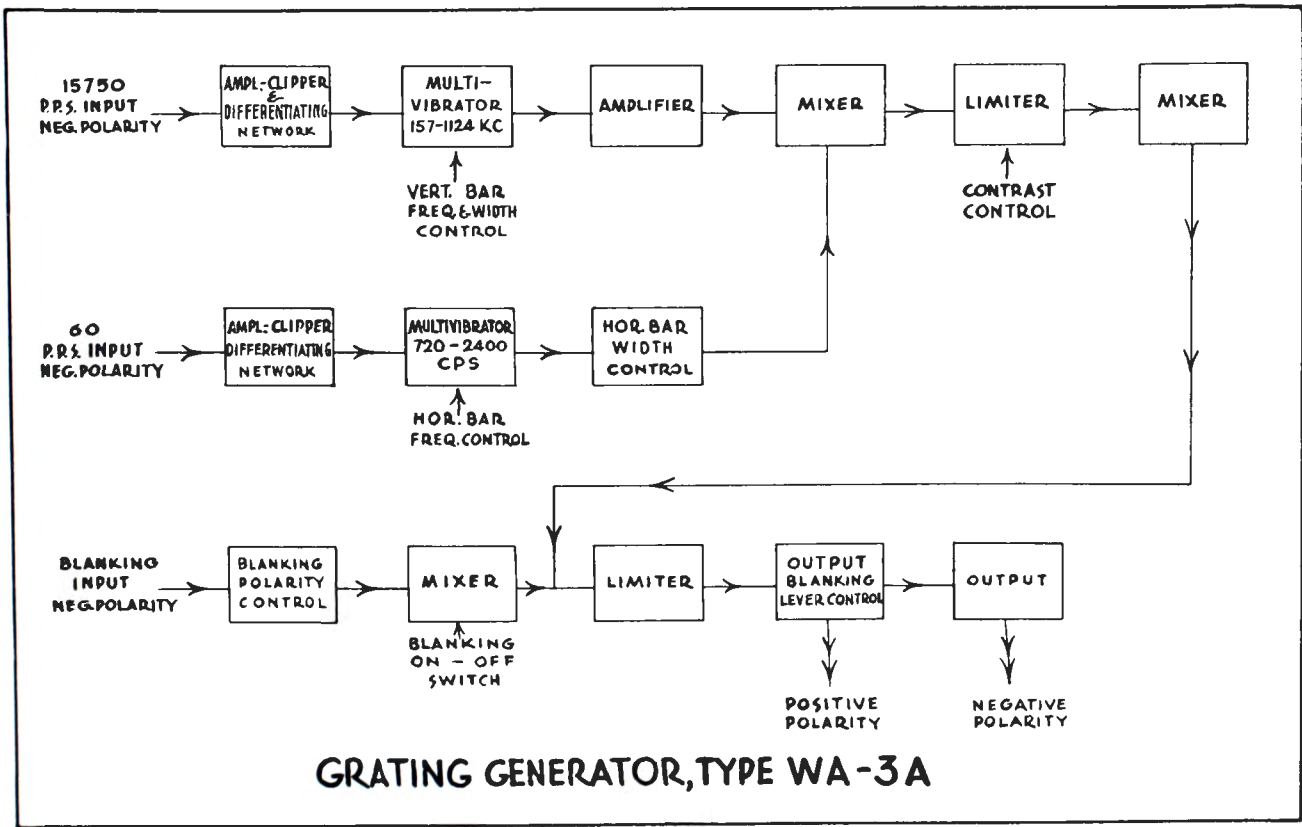 15750
P.P.S. INPUT
NEG. POLARITY
AMPL:-CLIPPER
&
DIFFERENTIATING
NETWORK
MULTI-
VIBRATOR
157-1124 KC
VERT. BAR
FREQ.& WIDTH
CONTROL
AMPLIFIER
MIXER
LIMITER
CONTRAST
CONTROL
MIXER
60
P.P.S. INPUT
NEG. POLARITY
AMPL:-CLIPPER
DIFFERENTIATING
NETWORK
MULTIVIBRATOR
720-2400
CPS
HOR. BAR
FREQ. CONTROL
HOR. BAR
WIDTH
CONTROL
BLANKING
INPUT
NEG. POLARITY
BLANKING
POLARITY
CONTROL
MIXER
BLANKING
ON - OFF
SWITCH
LIMITER
OUTPUT
BLANKING
LEVER CONTROL
POSITIVE
POLARITY
OUTPUT
NEGATIVE
POLARITY
GRATING GENERATOR, TYPE WA-3A